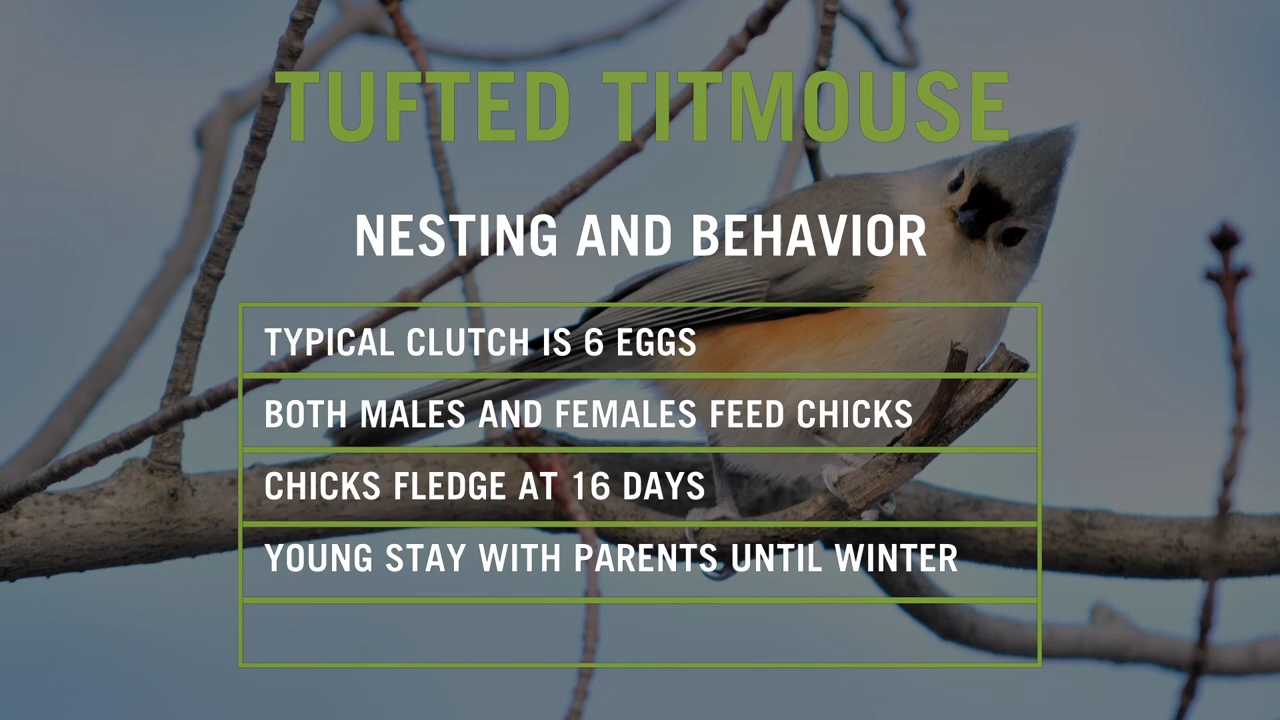 TUFTED TITMOUSE
NESTING AND BEHAVIOR
TYPICAL CLUTCH IS 6 EGGS
BOTH MALES AND FEMALES FEED CHICKS
CHICKS FLEDGE AT 16 DAYS
YOUNG STAY WITH PARENTS UNTIL WINTER